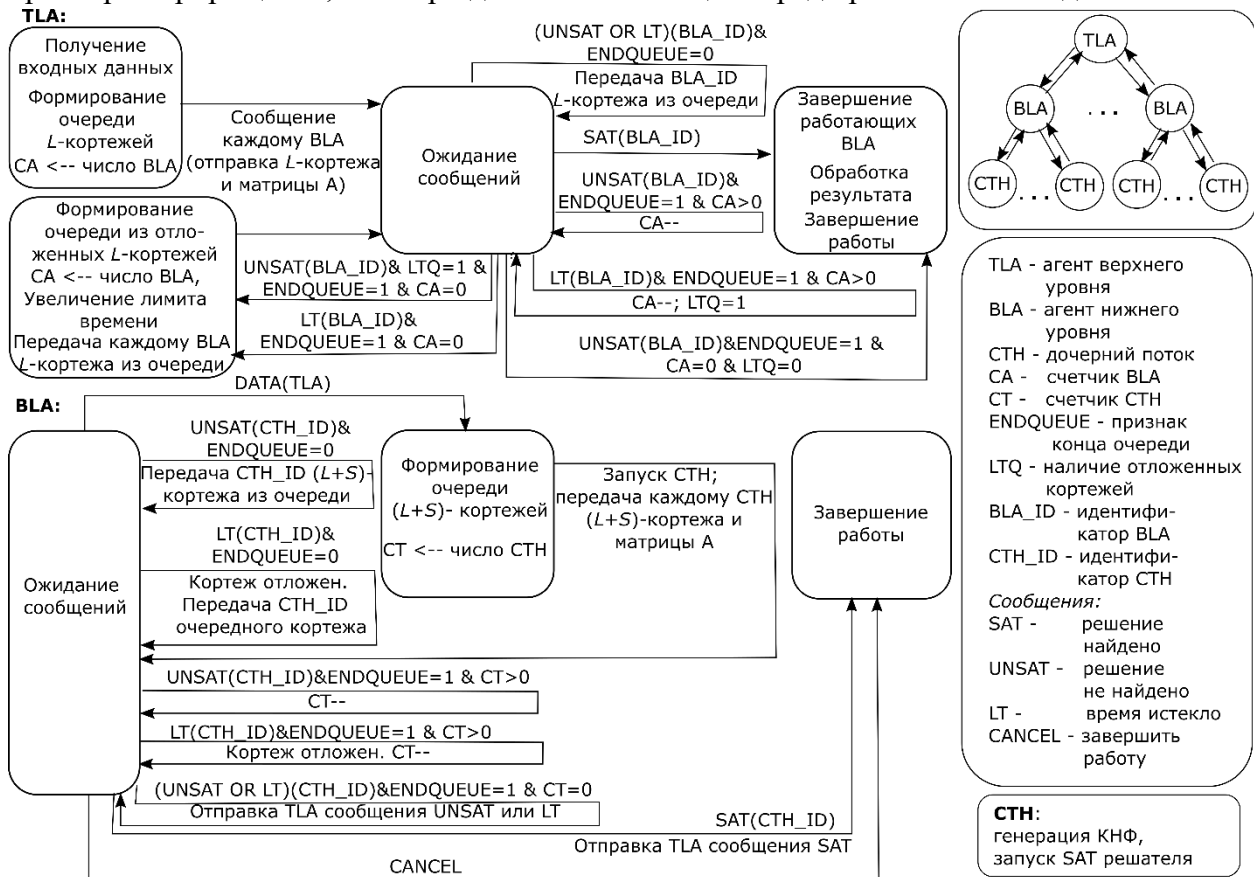 TLA:
Получение
входных данных
Формирование
очереди
L-кортежей
CA <-- число BLA
Сообщение
каждому BLA
(отправка L-кортежа
и матрицы A)
Ожидание
сообщений
(UNSAT OR LT)(BLA_ID)&
ENDQUEUE=0
Передача BLA_ID
L-кортежа из очереди
SAT(BLA_ID)
UNSAT(BLA_ID)&
ENDQUEUE=1 & CA>0
CA--
Завершение
работающих
BLA
Обработка
результата
Завершение
работы
Формирование
очереди из отло-
женных L-кортежей
CA <-- число BLA,
Увеличение лимита
времени
Передача каждому BLA
L-кортежа из очереди
UNSAT(BLA_ID)& LTQ=1 &
ENDQUEUE=1 & CA=0
LT(BLA_ID)&
ENDQUEUE=1 & CA=0
LT(BLA_ID)& ENDQUEUE=1 & CA>0
CA--; LTQ=1
UNSAT(BLA_ID)&ENDQUEUE=1 &
CA=0 & LTQ=0
BLA:
DATA(TLA)
Ожидание
сообщений
UNSAT(CTH_ID)&
ENDQUEUE=0
Передача CTH_ID (L+S)-
кортежа из очереди
LT(CTH_ID)&
ENDQUEUE=0
Кортеж отложен.
Передача CTH_ID
очередного кортежа
Формирование
очереди
(L+S)- кортежей
CT <-- число CTH
Запуск CTH;
передача каждому CTH
(L+S)-кортежа и
матрицы A
Завершение
работы
UNSAT(CTH_ID)&ENDQUEUE=1 & CT>0
CT--
LT(CTH_ID)&ENDQUEUE=1 & CT>0
Кортеж отложен. CT--
(UNSAT OR LT)(CTH_ID)&ENDQUEUE=1 & CT=0
Отправка TLA сообщения UNSAT или LT
SAT(CTH_ID)
Отправка TLA сообщения SAT
CANCEL
TLA
BLA . . . BLA
CTH ... CTH CTH ... CTH
TLA - агент верхнего
уровня
BLA - агент нижнего
уровня
CTH - дочерний поток
CA - счетчик BLA
CT - счетчик CTH
ENDQUEUE - признак
конца очереди
LTQ - наличие отложенных
кортежей
BLA_ID - идентифи-
катор BLA
CTH_ID - идентифи-
катор CTH
Сообщения:
SAT - решение
найдено
UNSAT - решение
не найдено
LT - время истекло
CANCEL - завершить
работу
CTH:
генерация КНФ,
запуск SAT решателя